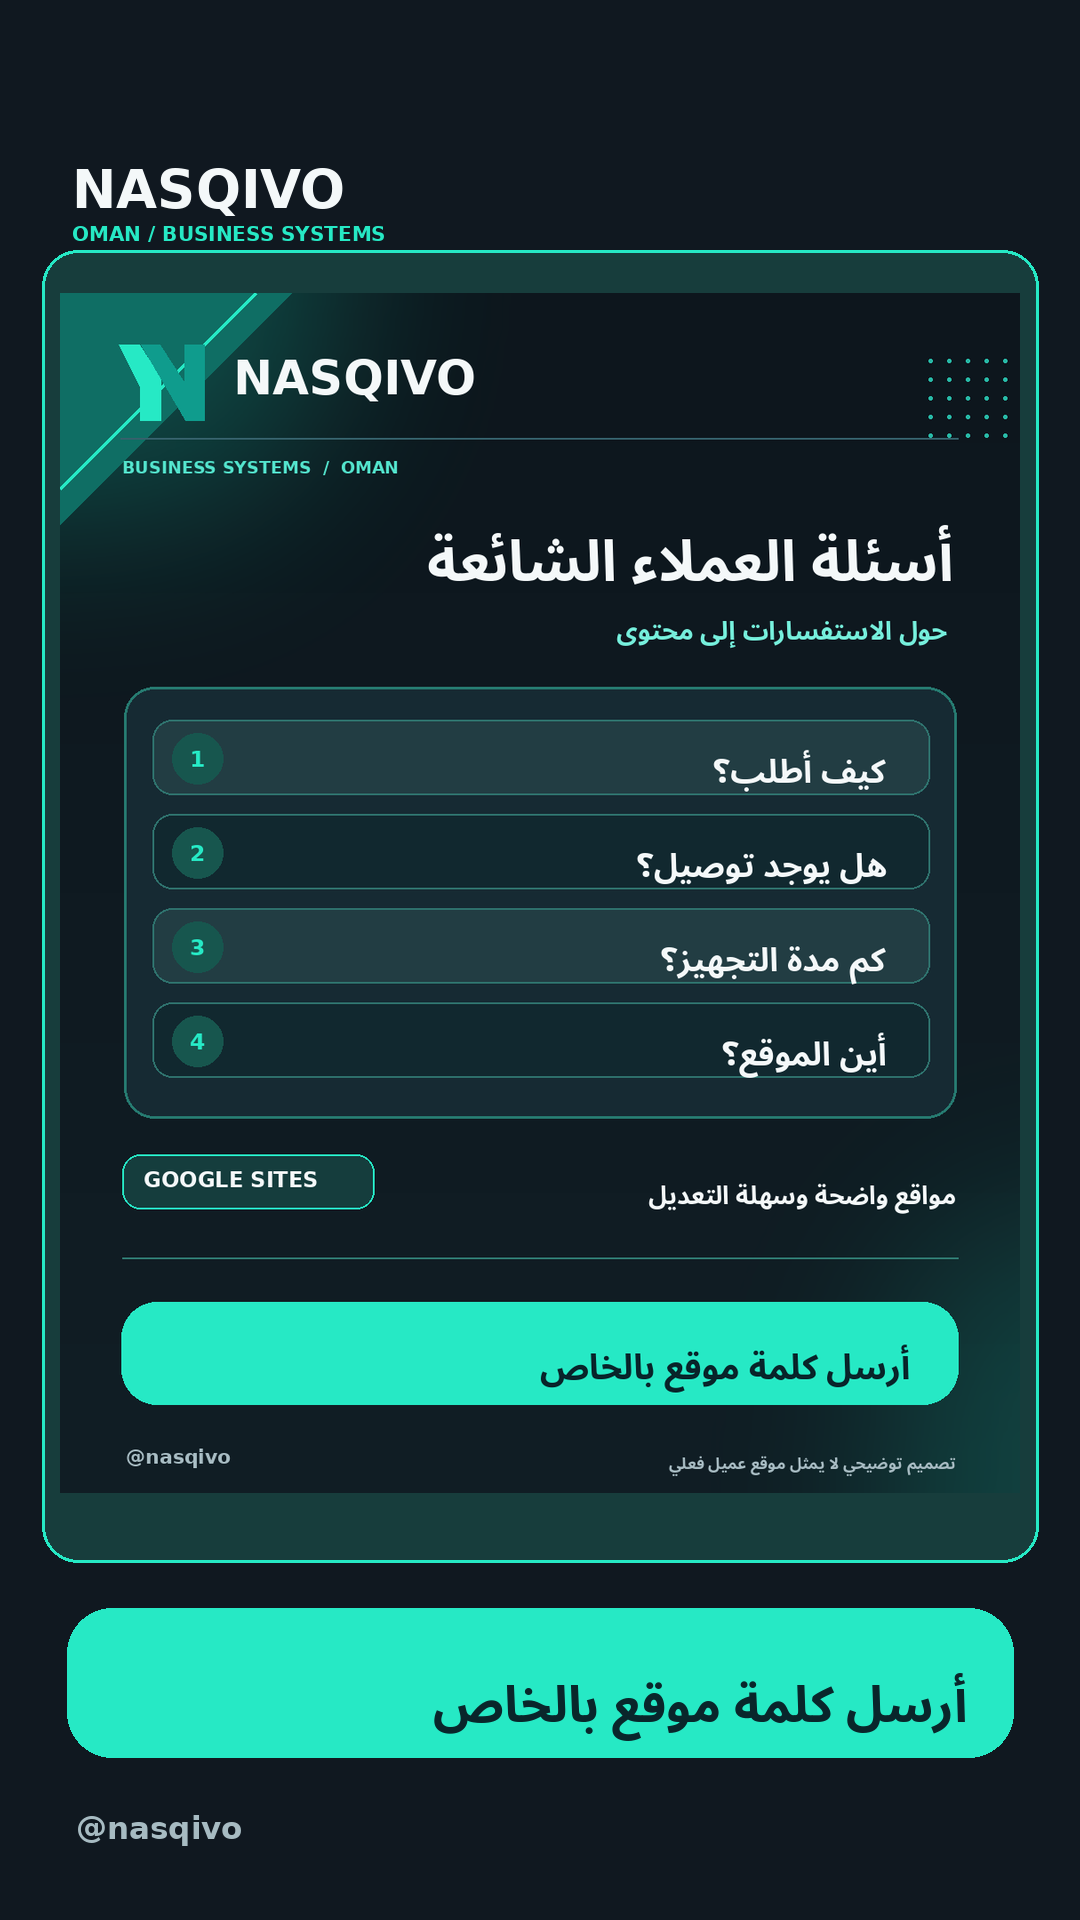 NASQIVO
OMAN / BUSINESS SYSTEMS
NASQIVO
BUSINESS SYSTEMS / OMAN
أسئلة العملاء الشائعة
حول الاستفسارات إلى محتوى
1 كيف أطلب؟
2 هل يوجد توصيل؟
3 كم مدة التجهيز؟
4 أين الموقع؟
GOOGLE SITES
مواقع واضحة وسهلة التعديل
أرسل كلمة موقع بالخاص
@nasqivo
تصميم توضيحي لا يمثل موقع عميل فعلي
أرسل كلمة موقع بالخاص
@nasqivo